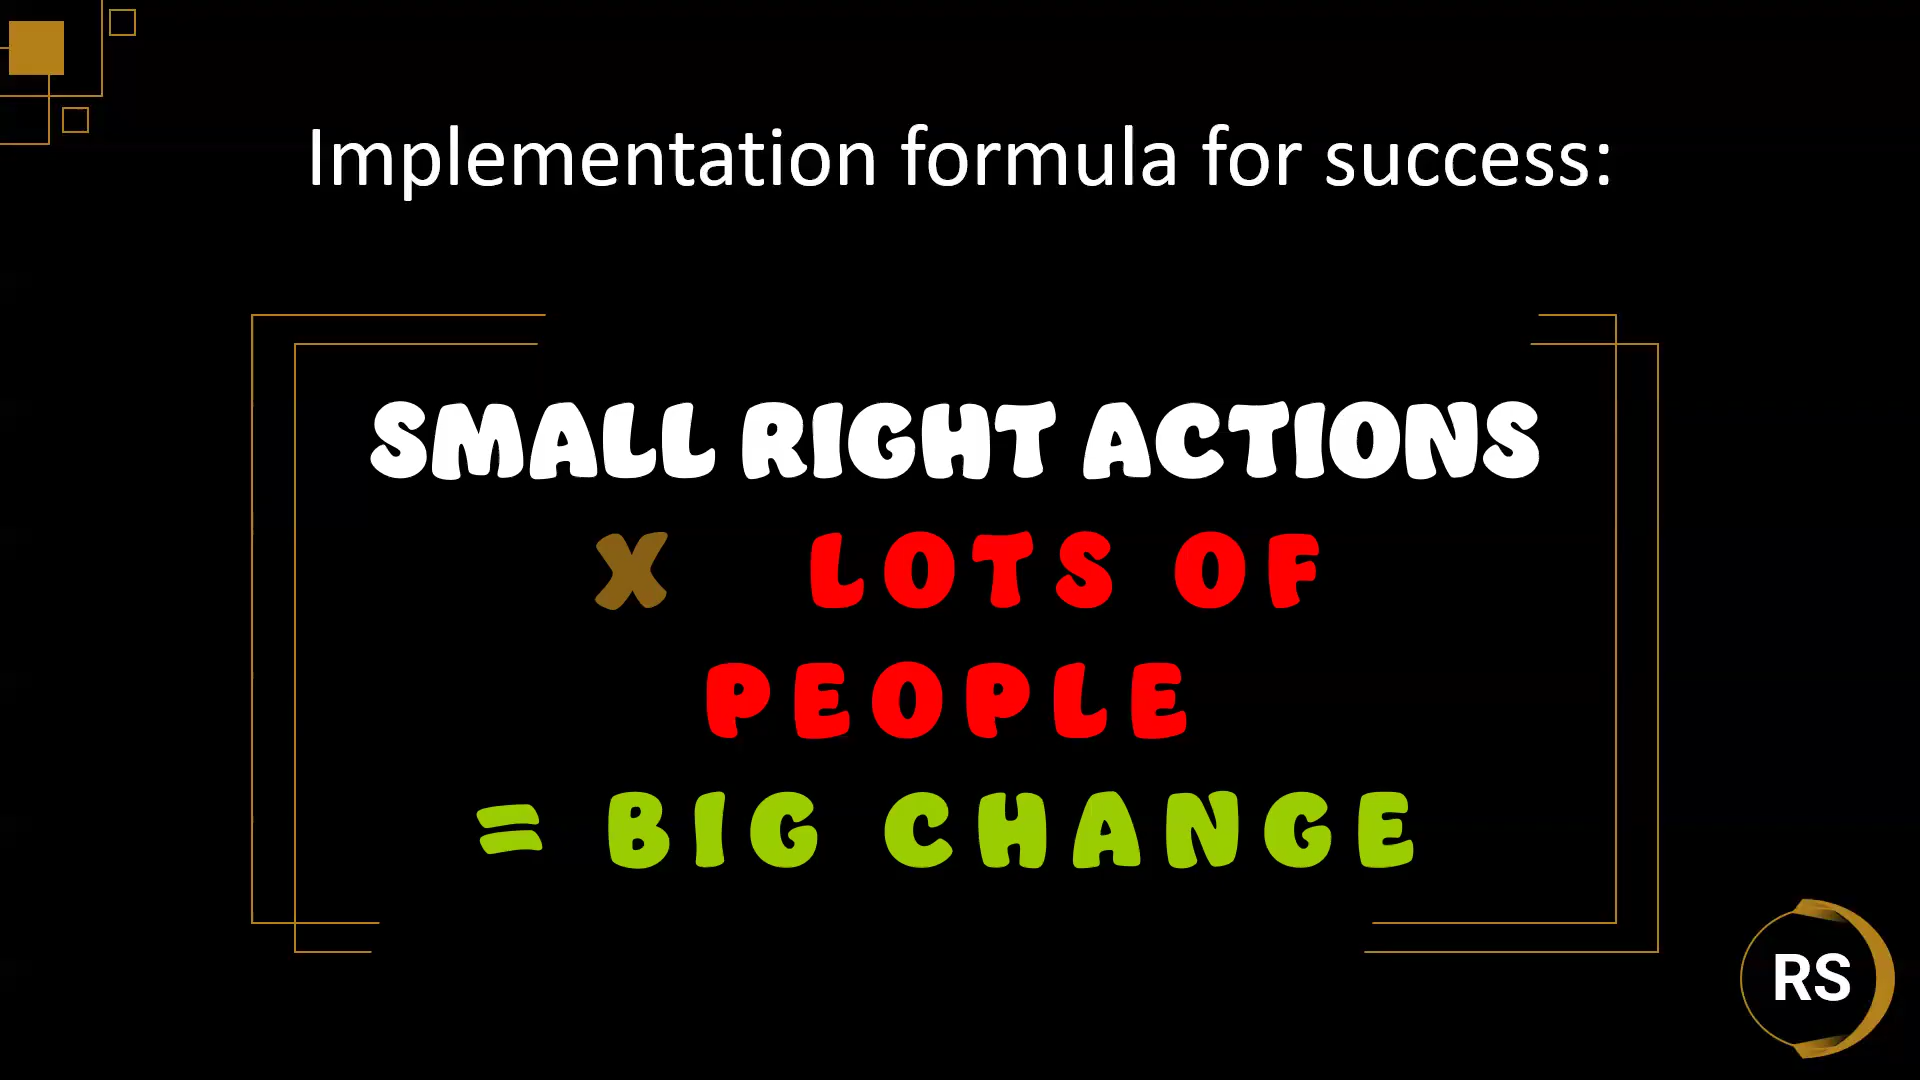 Implementation formula for success:
SMALL RIGHT ACTIONS
X LOTS OF
PEOPLE
= BIG CHANGE
RS